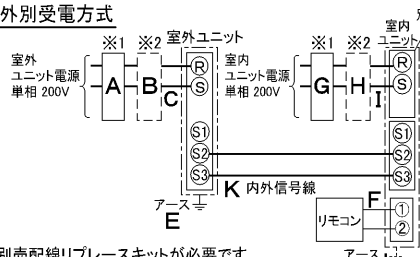 外別受電方式
※1
※2
室外ユニット
室外
ユニット電源
単相 200V
A
B
C
R
S
S1
S2
S3
アース
E
※1
※2
室内
ユニット
室内
ユニット電源
単相 200V
G
H
I
R
S
S1
S2
S3
K 内外信号線
F
リモコン
①
②
アース
別売配線リプレースキットが必要です